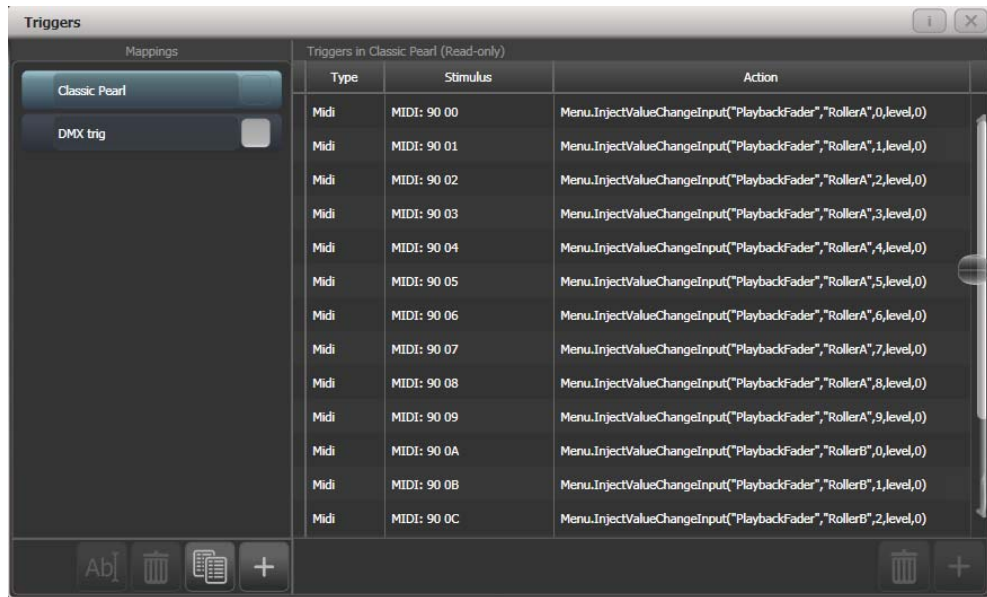 Triggers
i
Mappings
Triggers in Classic Pearl (Read-only)
Type Stimulus Action
Classic Pearl
DMX trig
Midi MIDI: 90 00 Menu.InjectValueChangeInput("PlaybackFader","RollerA",0,level,0)
Midi MIDI: 90 01 Menu.InjectValueChangeInput("PlaybackFader","RollerA",1,level,0)
Midi MIDI: 90 02 Menu.InjectValueChangeInput("PlaybackFader","RollerA",2,level,0)
Midi MIDI: 90 03 Menu.InjectValueChangeInput("PlaybackFader","RollerA",3,level,0)
Midi MIDI: 90 04 Menu.InjectValueChangeInput("PlaybackFader","RollerA",4,level,0)
Midi MIDI: 90 05 Menu.InjectValueChangeInput("PlaybackFader","RollerA",5,level,0)
Midi MIDI: 90 06 Menu.InjectValueChangeInput("PlaybackFader","RollerA",6,level,0)
Midi MIDI: 90 07 Menu.InjectValueChangeInput("PlaybackFader","RollerA",7,level,0)
Midi MIDI: 90 08 Menu.InjectValueChangeInput("PlaybackFader","RollerA",8,level,0)
Midi MIDI: 90 09 Menu.InjectValueChangeInput("PlaybackFader","RollerA",9,level,0)
Midi MIDI: 90 0A Menu.InjectValueChangeInput("PlaybackFader","RollerB",0,level,0)
Midi MIDI: 90 0B Menu.InjectValueChangeInput("PlaybackFader","RollerB",1,level,0)
Midi MIDI: 90 0C Menu.InjectValueChangeInput("PlaybackFader","RollerB",2,level,0)
Ab